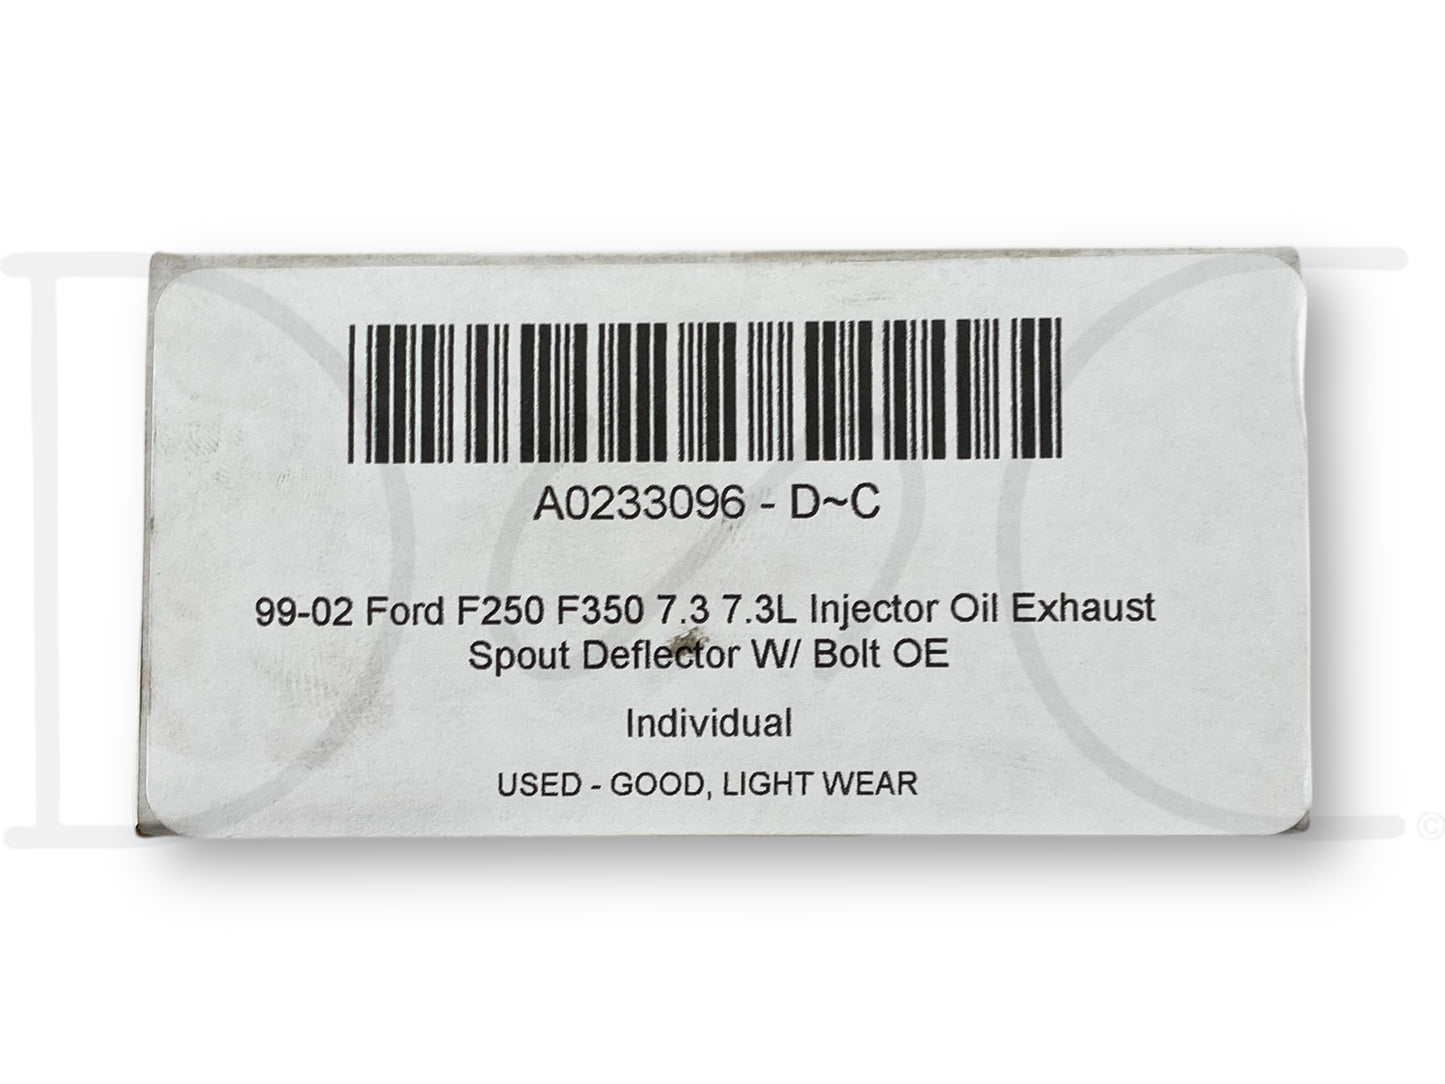 A0233096 - D~C
99-02 Ford F250 F350 7.3 7.3L Injector Oil Exhaust
Spout Deflector W/ Bolt OE
Individual
USED - GOOD, LIGHT WEAR
©